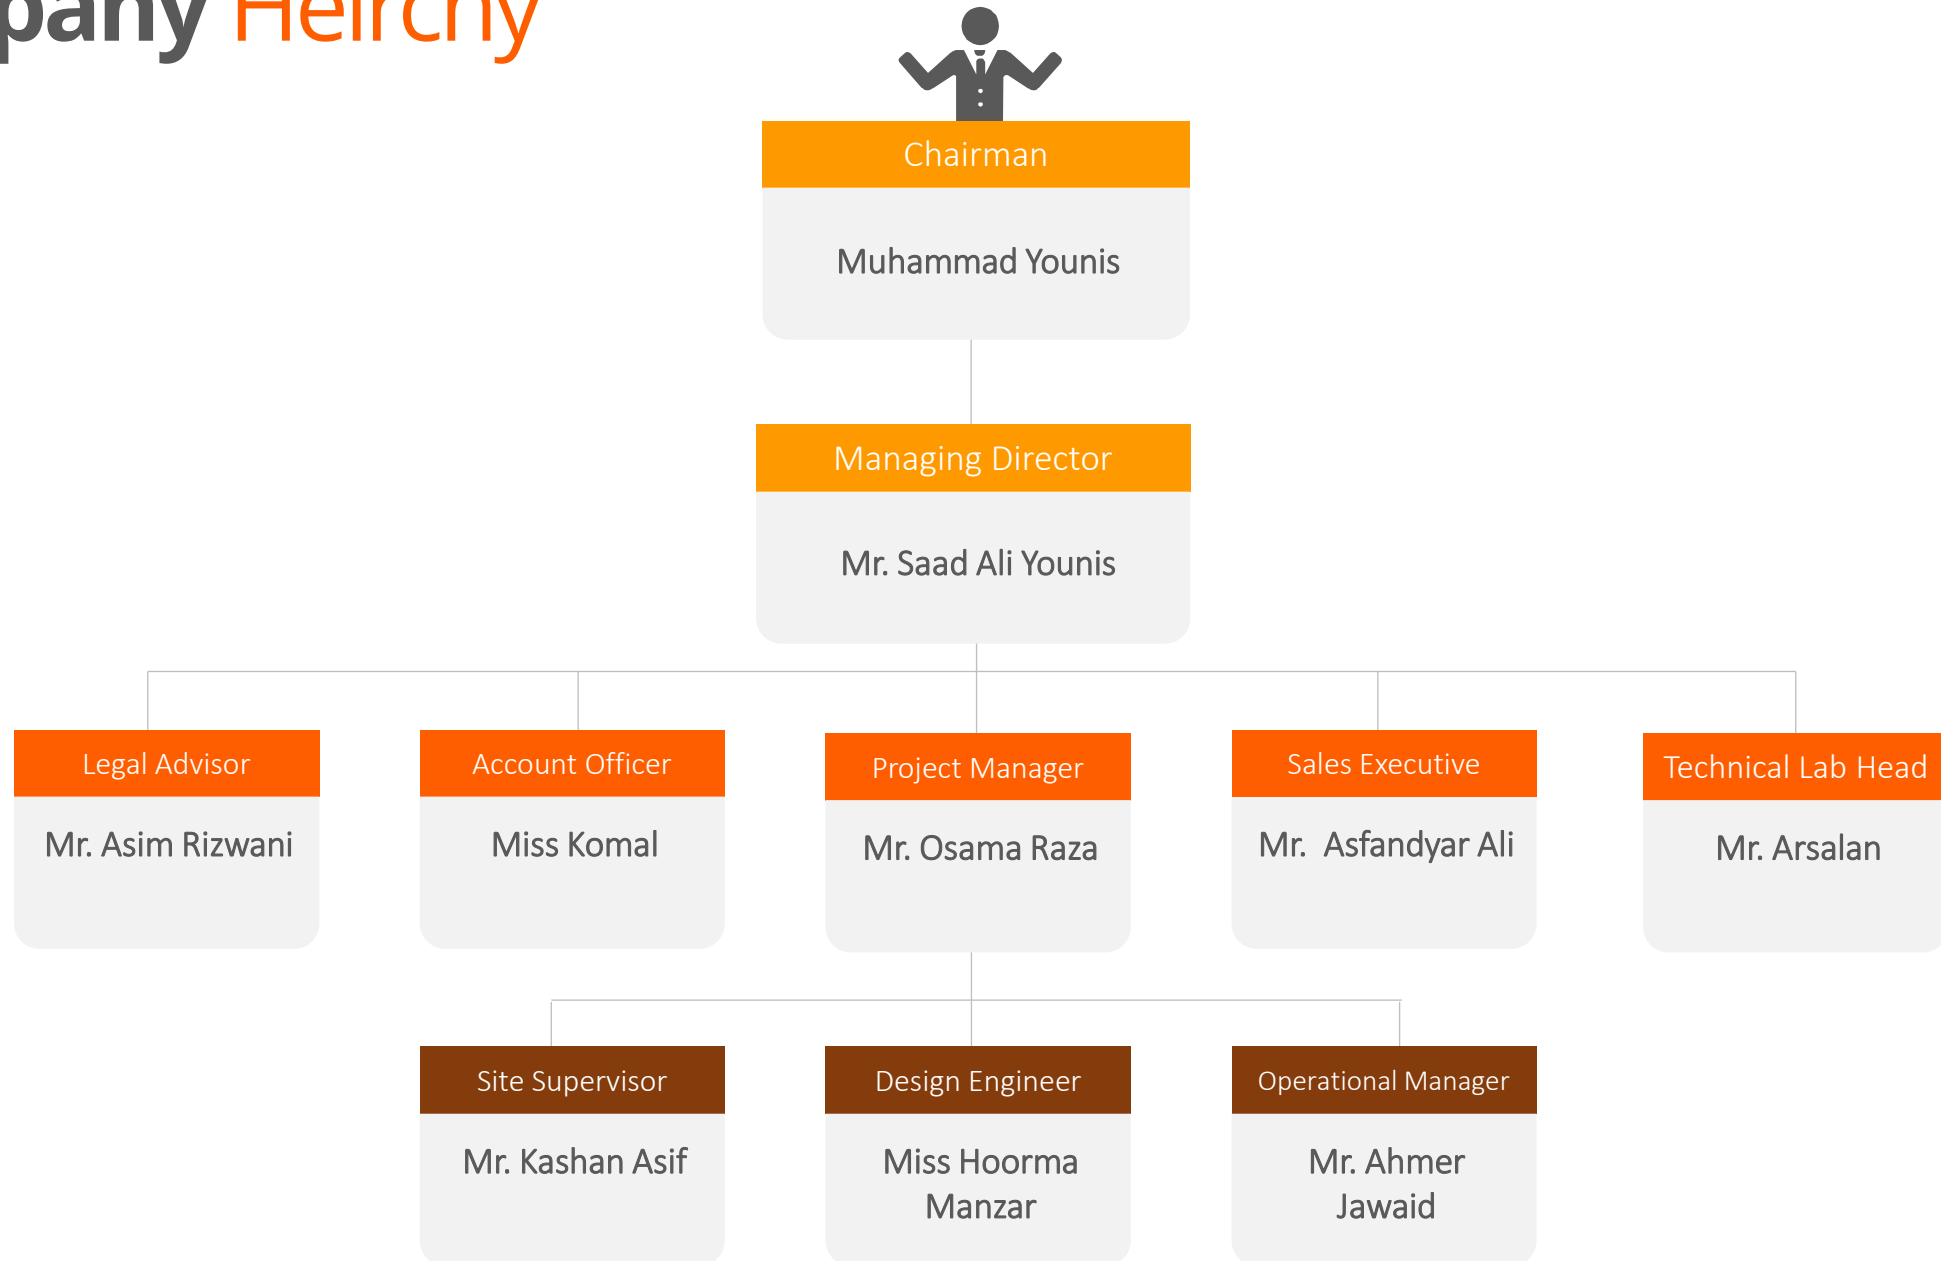 pany Heirchy
Chairman
Muhammad Younis
Managing Director
Mr. Saad Ali Younis
Legal Advisor
Mr. Asim Rizwani
Account Officer
Miss Komal
Project Manager
Mr. Osama Raza
Sales Executive
Mr.  Asfandyar Ali
Technical Lab Head
Mr. Arsalan
Site Supervisor
Mr. Kashan Asif
Design Engineer
Miss Hoorma
Manzar
Operational Manager
Mr. Ahmer
Jawaid